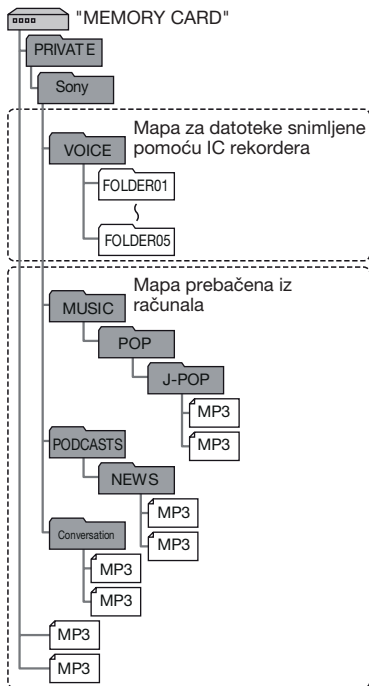 "MEMORY CARD"
PRIVATE
Sony
Mapa za datoteke snimljene
pomoću IC rekordera
VOICE
FOLDER01
FOLDER05
Mapa prebačena iz
računala
MUSIC
POP
J-POP
MP3
MP3
PODCASTS
NEWS
MP3
MP3
Conversation
MP3
MP3
MP3
MP3